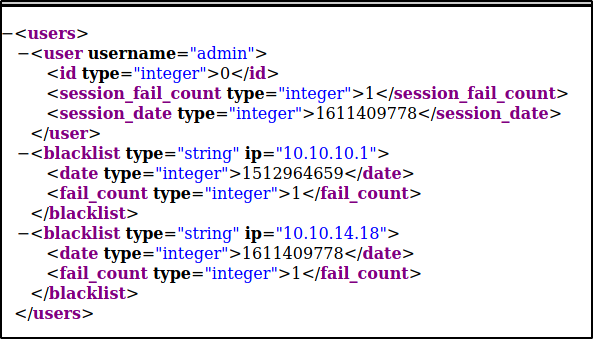 −<users>
−<user username="admin">
<id type="integer">0</id>
<session_fail_count type="integer">1</session_fail_count>
<session_date type="integer">1611409778</session_date>
</user>
−<blacklist type="string" ip="10.10.10.1">
<date type="integer">1512964659</date>
<fail_count type="integer">1</fail_count>
</blacklist>
−<blacklist type="string" ip="10.10.14.18">
<date type="integer">1611409778</date>
<fail_count type="integer">1</fail_count>
</blacklist>
</users>